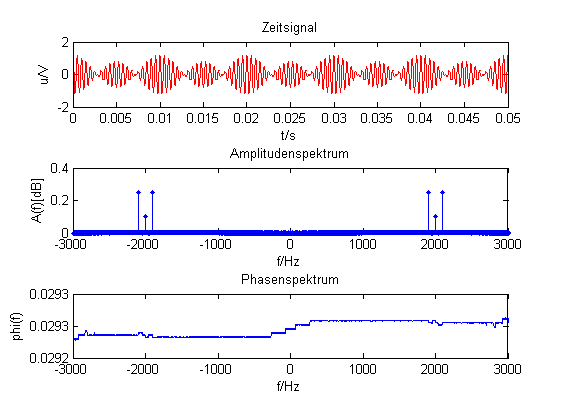 Zeitsignal
2
0
-2
u/V
0 0.005 0.01 0.015 0.02 0.025 0.03 0.035 0.04 0.045 0.05
t/s
Amplitudenspektrum
0.4
0.2
0
A(f)[dB]
-3000 -2000 -1000 0 1000 2000 3000
f/Hz
Phasenspektrum
0.0293
0.0293
0.0292
phi(f)
-3000 -2000 -1000 0 1000 2000 3000
f/Hz